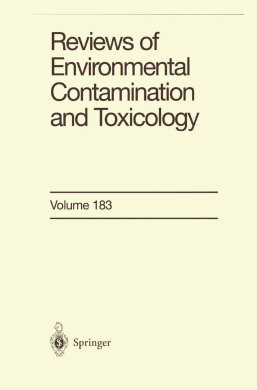 Reviews of
Environmental
Contamination
and Toxicology
Volume 183
Springer